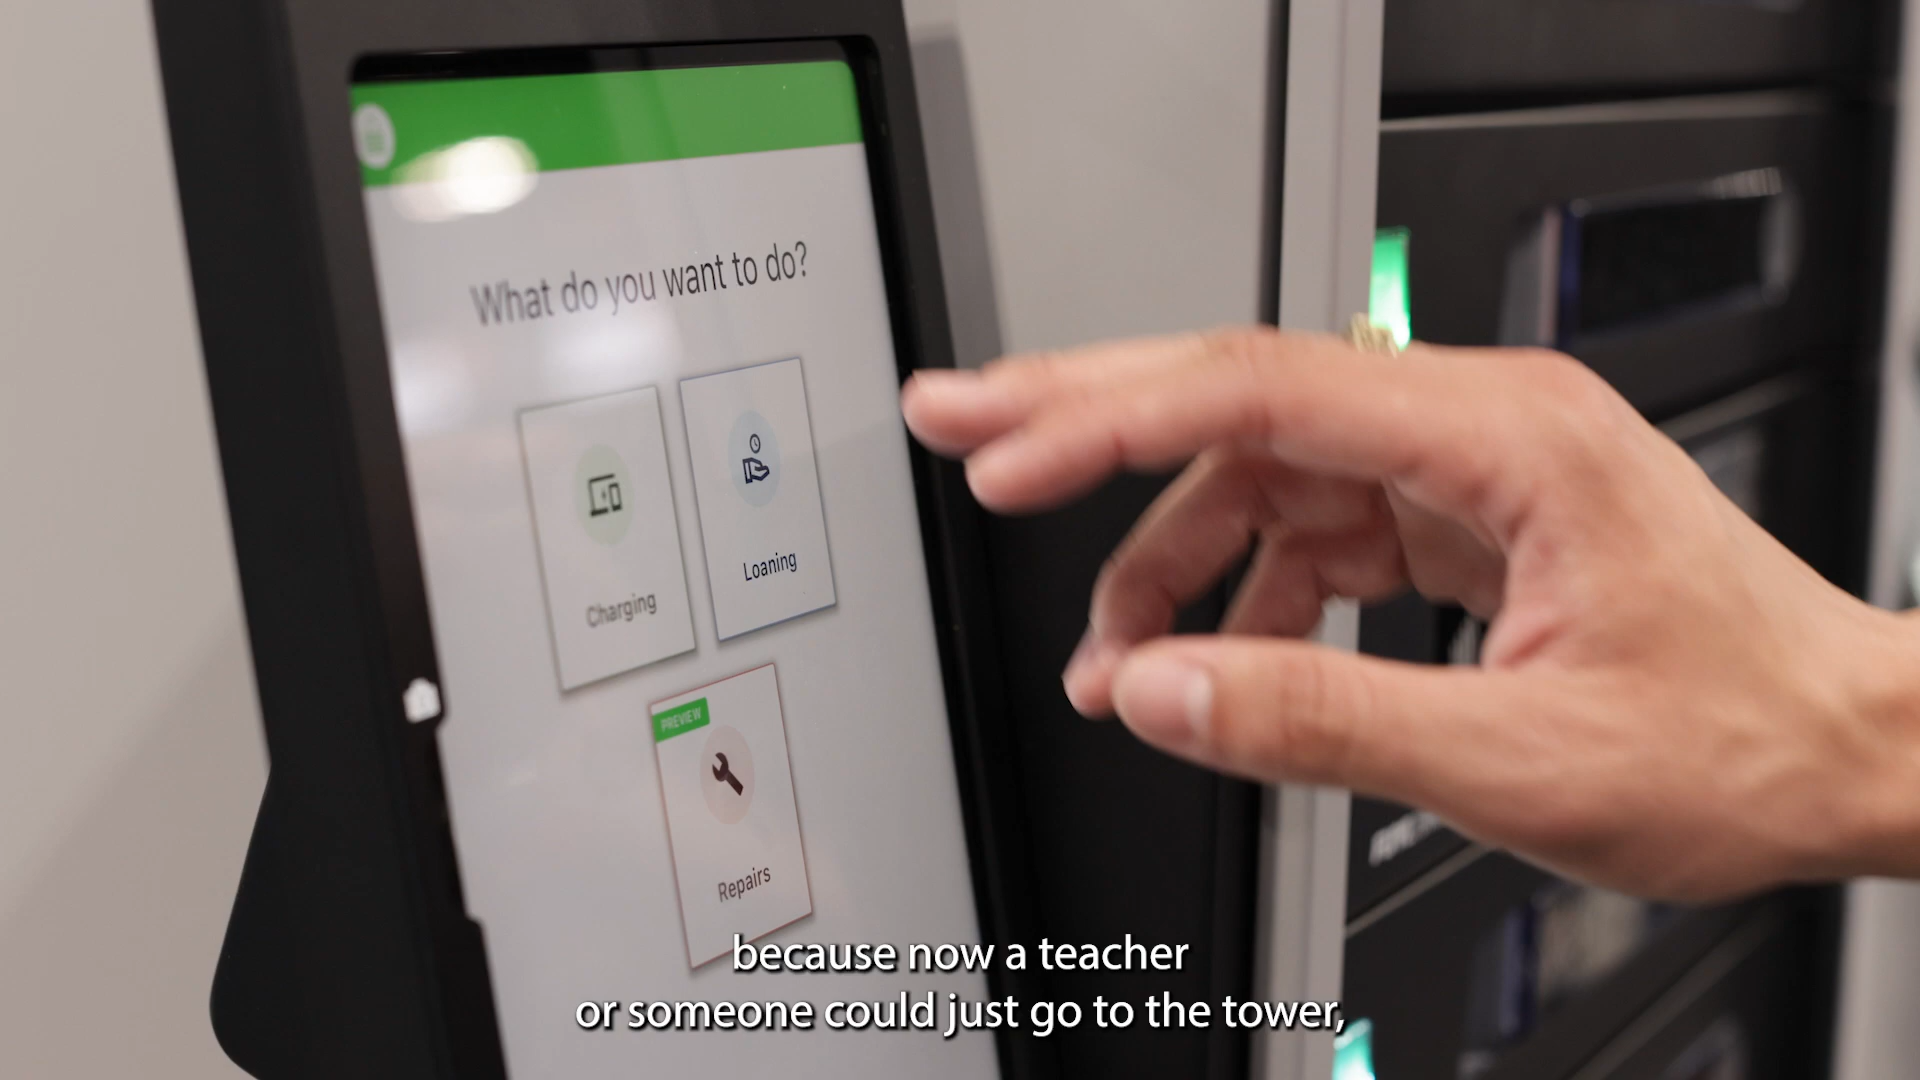 What do you want to do?
Charging
Loaning
PREVIEW
Repairs
because now a teacher
or someone could just go to the tower,